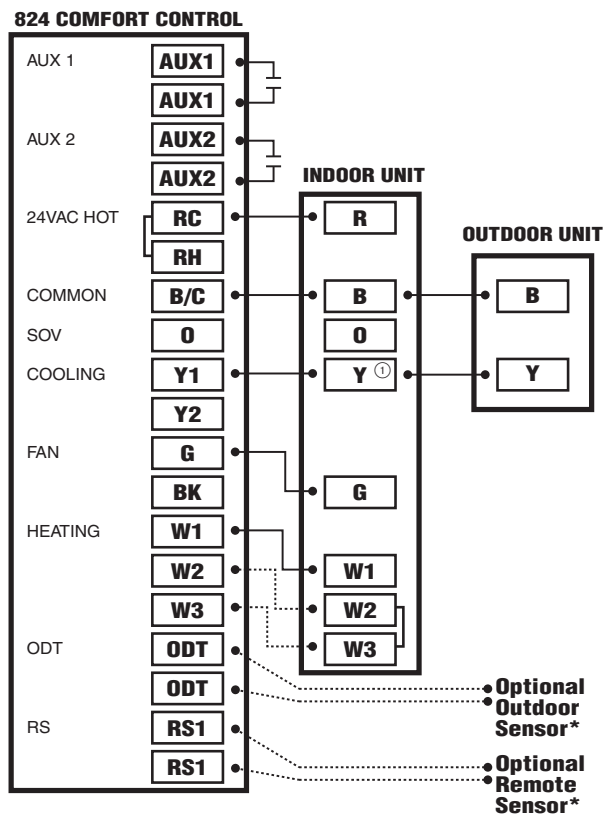 824 COMFORT CONTROL
AUX 1
AUX1
AUX1
AUX 2
AUX2
AUX2
INDOOR UNIT
24VAC HOT
RC
R
OUTDOOR UNIT
RH
COMMON
B/C
B
B
SOV
O
O
COOLING
Y1
Y ①
Y
Y2
FAN
G
G
BK
HEATING
W1
W1
W2
W2
W3
W3
ODT
ODT
ODT
Optional
Outdoor
Sensor*
RS
RS1
RS1
Optional
Remote
Sensor*